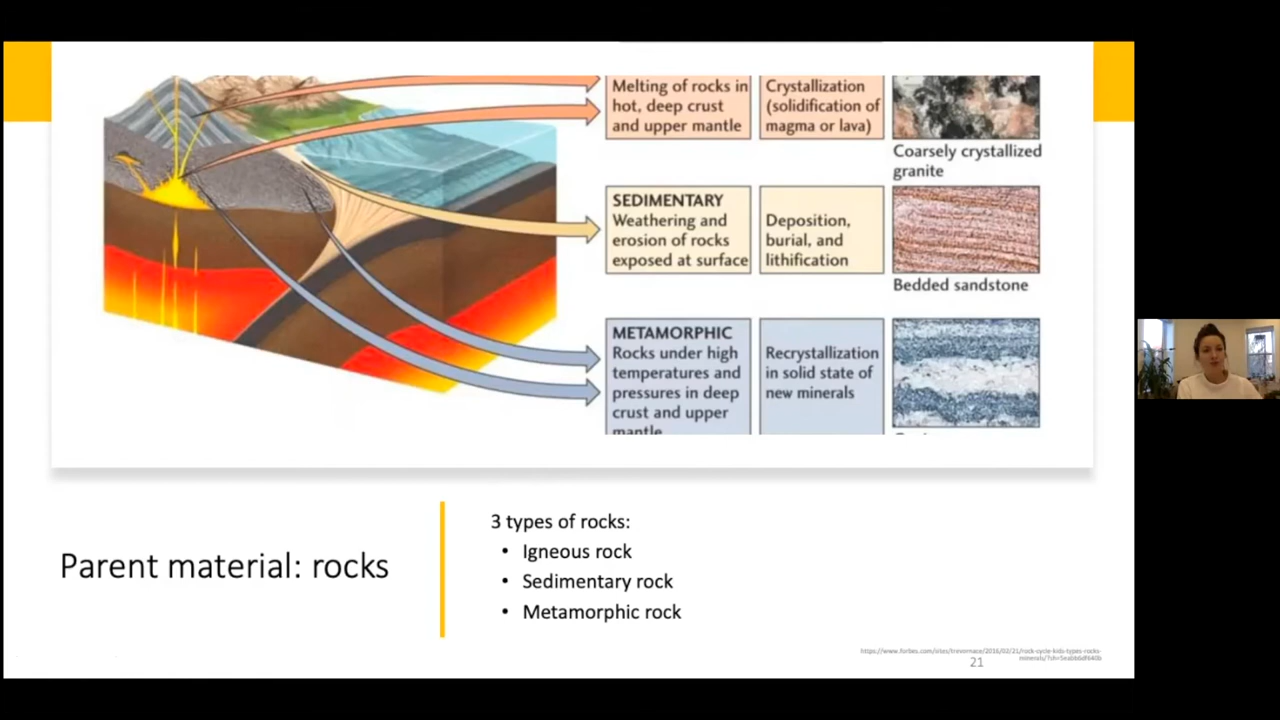 Melting of rocks in
hot, deep crust
and upper mantle
Crystallization
(solidification of
magma or lava)
Coarsely crystallized
granite
SEDIMENTARY
Weathering and
erosion of rocks
exposed at surface
Deposition,
burial, and
lithification
Bedded sandstone
METAMORPHIC
Rocks under high
temperatures and
pressures in deep
crust and upper
mantle
Recrystallization
in solid state of
new minerals
Parent material: rocks
3 types of rocks:
• Igneous rock
• Sedimentary rock
• Metamorphic rock
21